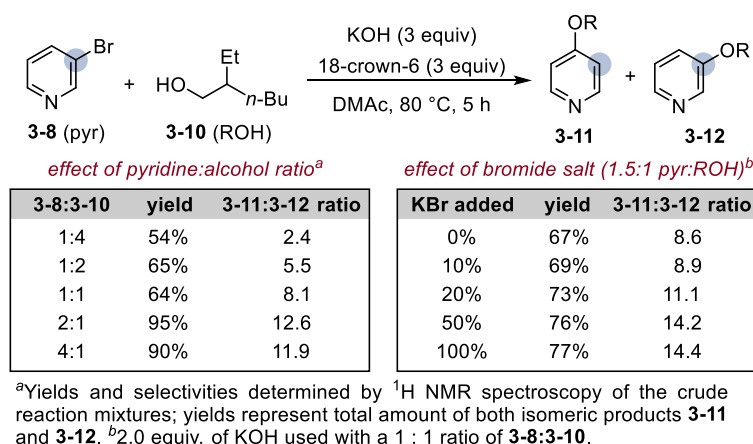 Br
N
3-8 (pyr)
+
Et
HO
n-Bu
3-10 (ROH)
KOH (3 equiv)
18-crown-6 (3 equiv)
DMAc, 80 °C, 5 h
OR
N
3-11
+
OR
N
3-12
effect of pyridine:alcohol ratioᵃ
3-8:3-10 yield 3-11:3-12 ratio
1:4 54% 2.4
1:2 65% 5.5
1:1 64% 8.1
2:1 95% 12.6
4:1 90% 11.9
effect of bromide salt (1.5:1 pyr:ROH)ᵇ
KBr added yield 3-11:3-12 ratio
0% 67% 8.6
10% 69% 8.9
20% 73% 11.1
50% 76% 14.2
100% 77% 14.4
ᵃYields and selectivities determined by ¹H NMR spectroscopy of the crude
reaction mixtures; yields represent total amount of both isomeric products 3-11
and 3-12. ᵇ2.0 equiv. of KOH used with a 1 : 1 ratio of 3-8:3-10.